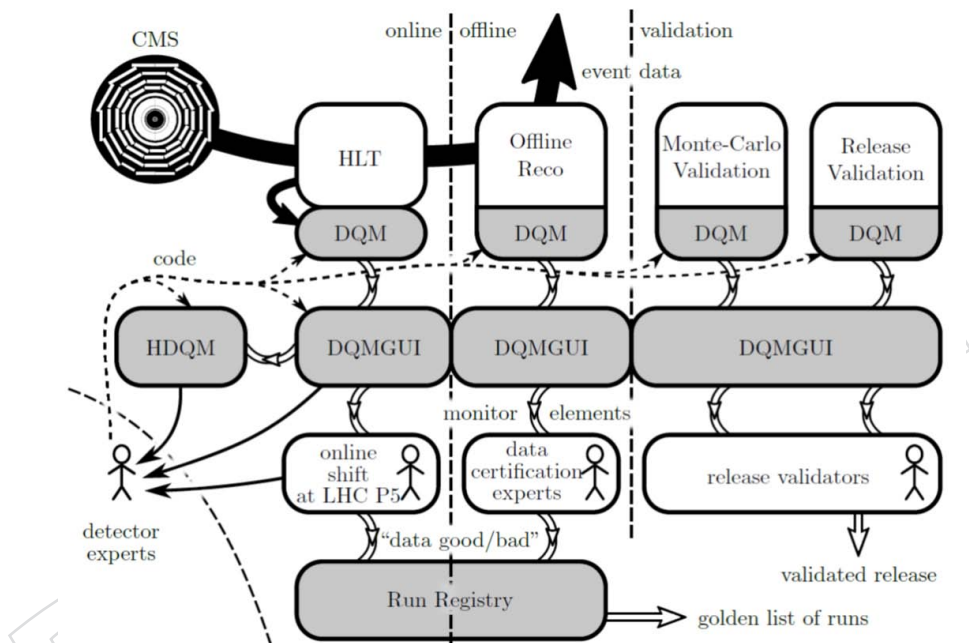 CMS
online
offline
validation
event data
HLT
Offline
Reco
Monte-Carlo
Validation
Release
Validation
DQM
DQM
DQM
DQM
code
HDQM
DQMGUI
DQMGUI
DQMGUI
monitor
elements
online
shift
at LHC P5
data
certification
experts
release validators
detector
experts
“data good/bad”
validated release
Run Registry
golden list of runs